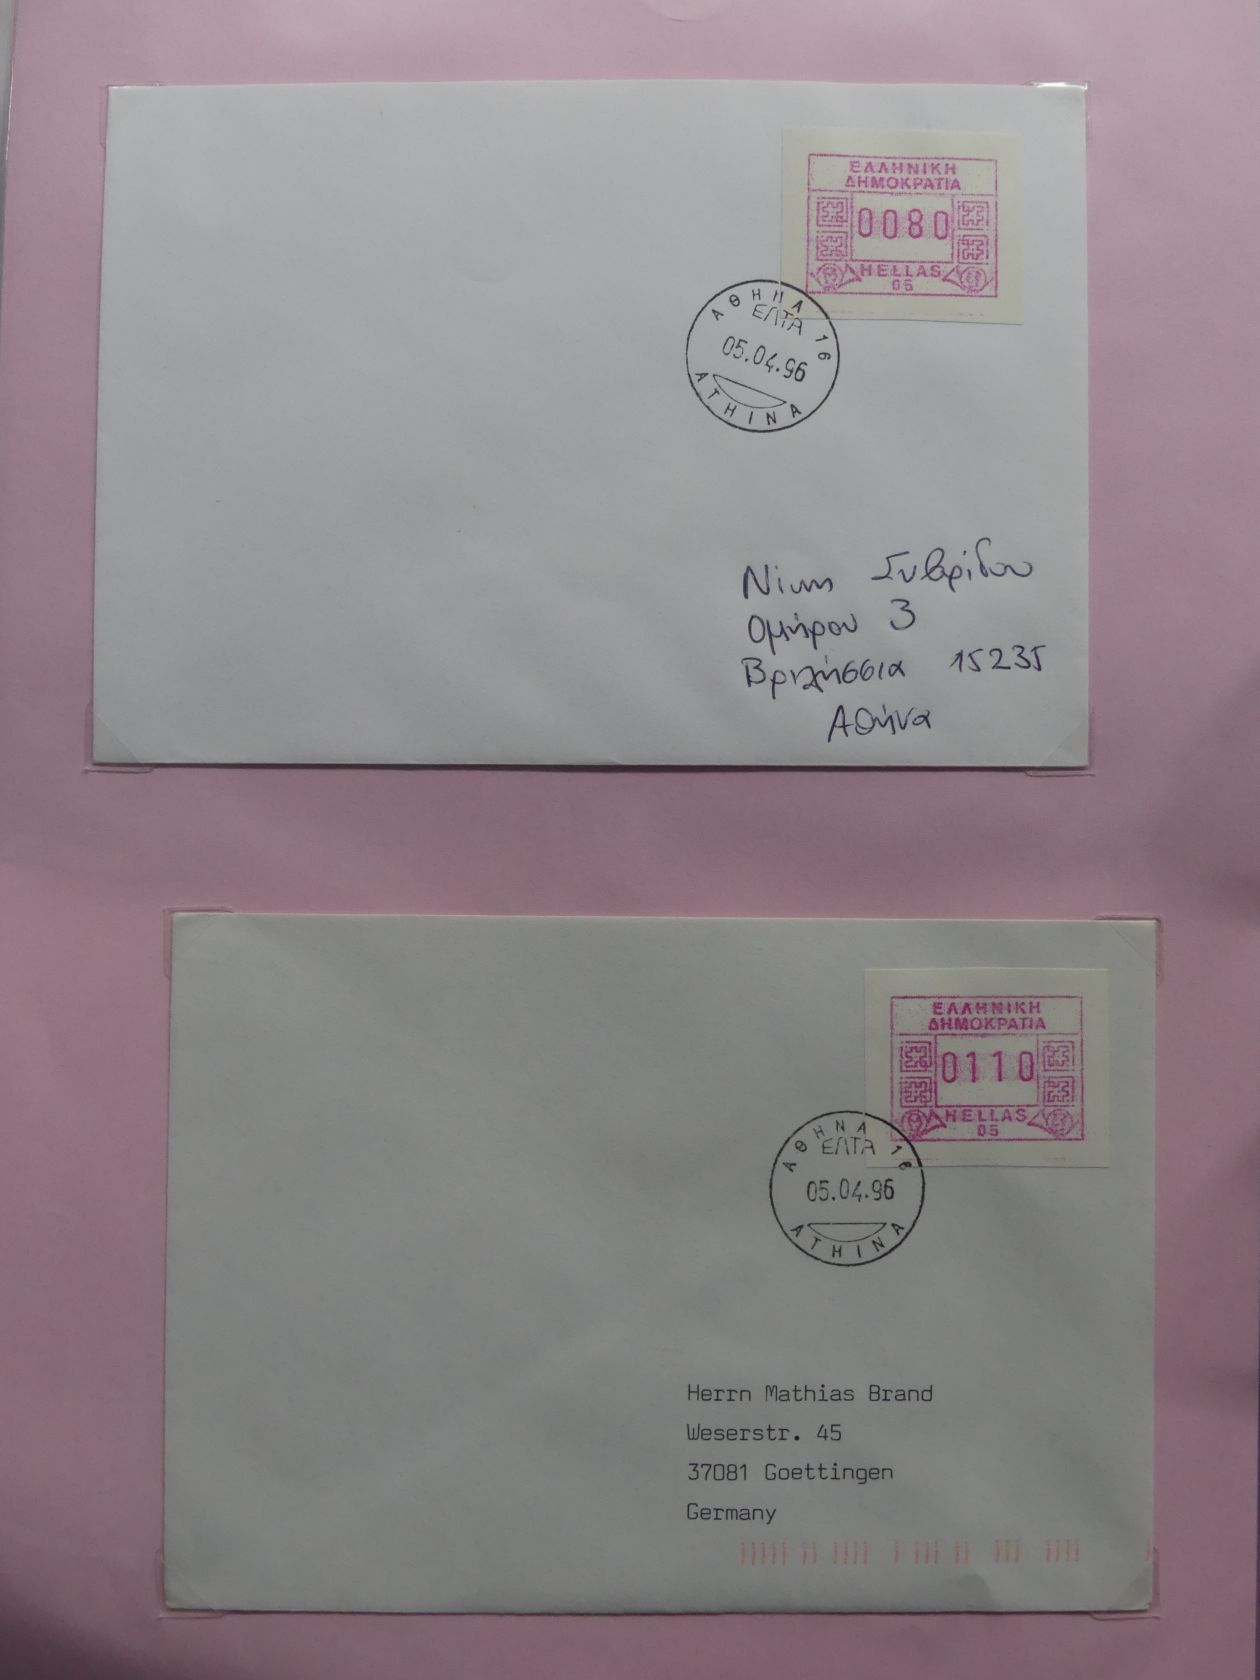 ΕΛΛΗΝΙΚΗ
ΔΗΜΟΚΡΑΤΙΑ
0080
HELLAS
05
ΑΘΗΝΑ 16
ΕΛΤΑ
05.04.96
ATHINA
Νίκη Συβρίδου
Ομήρου 3
Βριλήσσια 15235
Αθήνα
ΕΛΛΗΝΙΚΗ
ΔΗΜΟΚΡΑΤΙΑ
0110
HELLAS
05
ΑΘΗΝΑ 16
ΕΛΤΑ
05.04.96
ATHINA
Herrn Mathias Brand
Weserstr. 45
37081 Goettingen
Germany